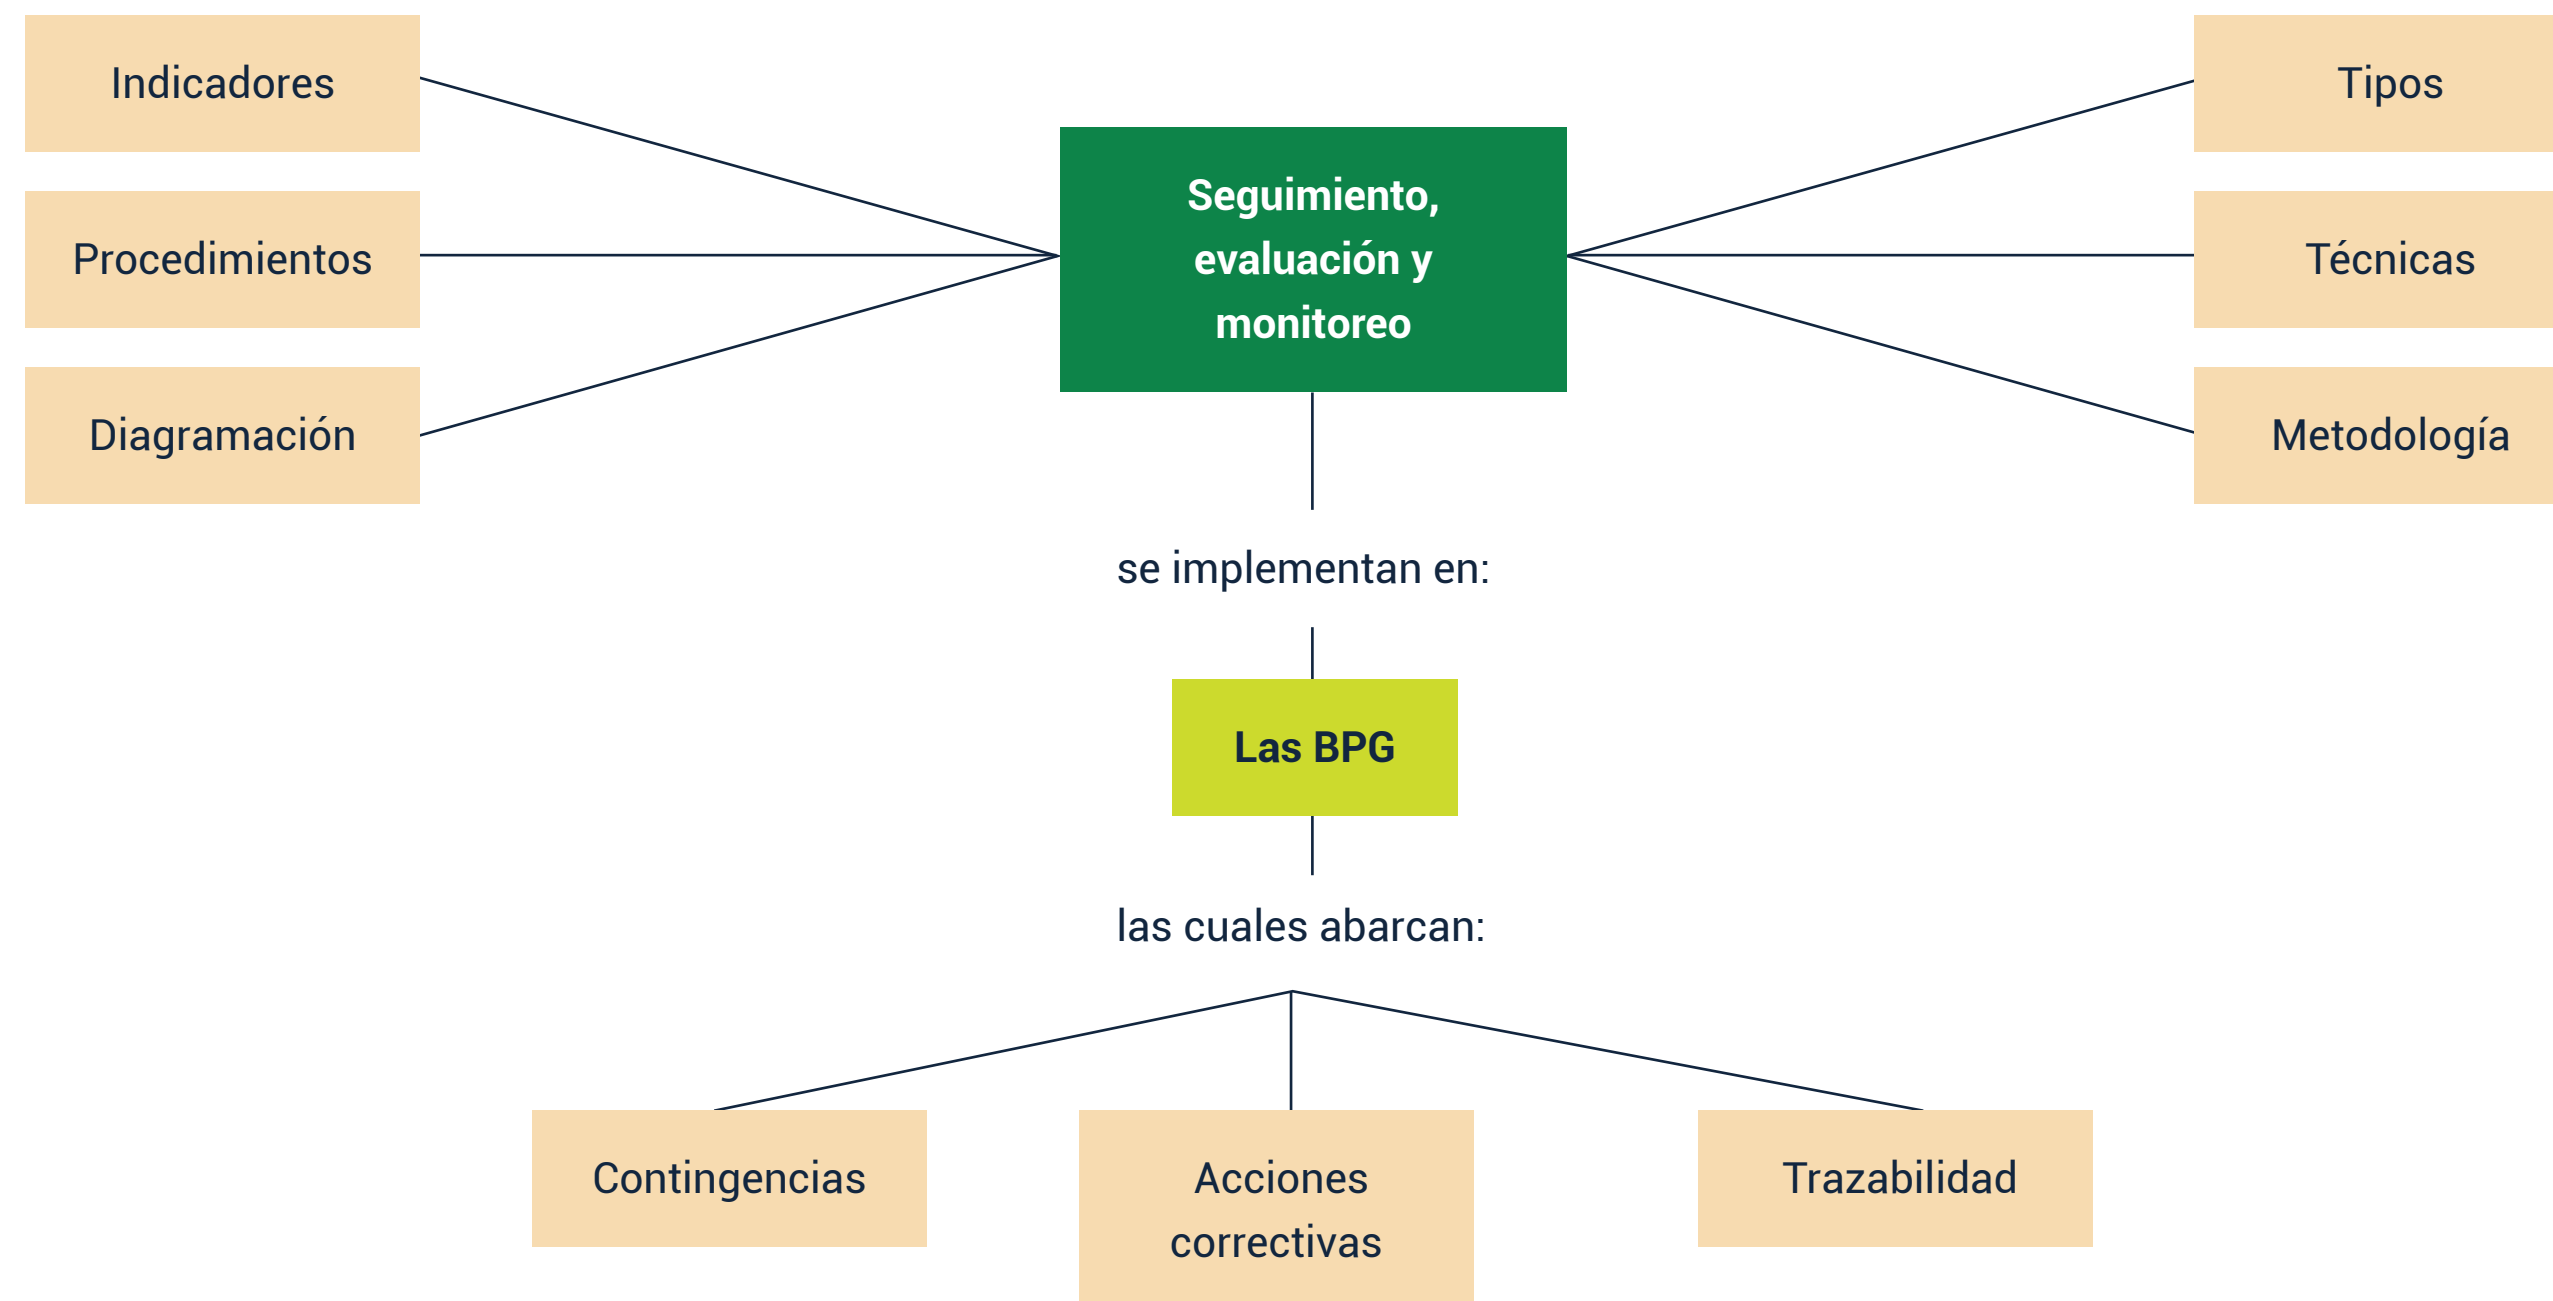 Indicadores
Procedimientos
Diagramación
Seguimiento,
evaluación y
monitoreo
Tipos
Técnicas
Metodología
se implementan en:
Las BPG
las cuales abarcan:
Contingencias
Acciones
correctivas
Trazabilidad